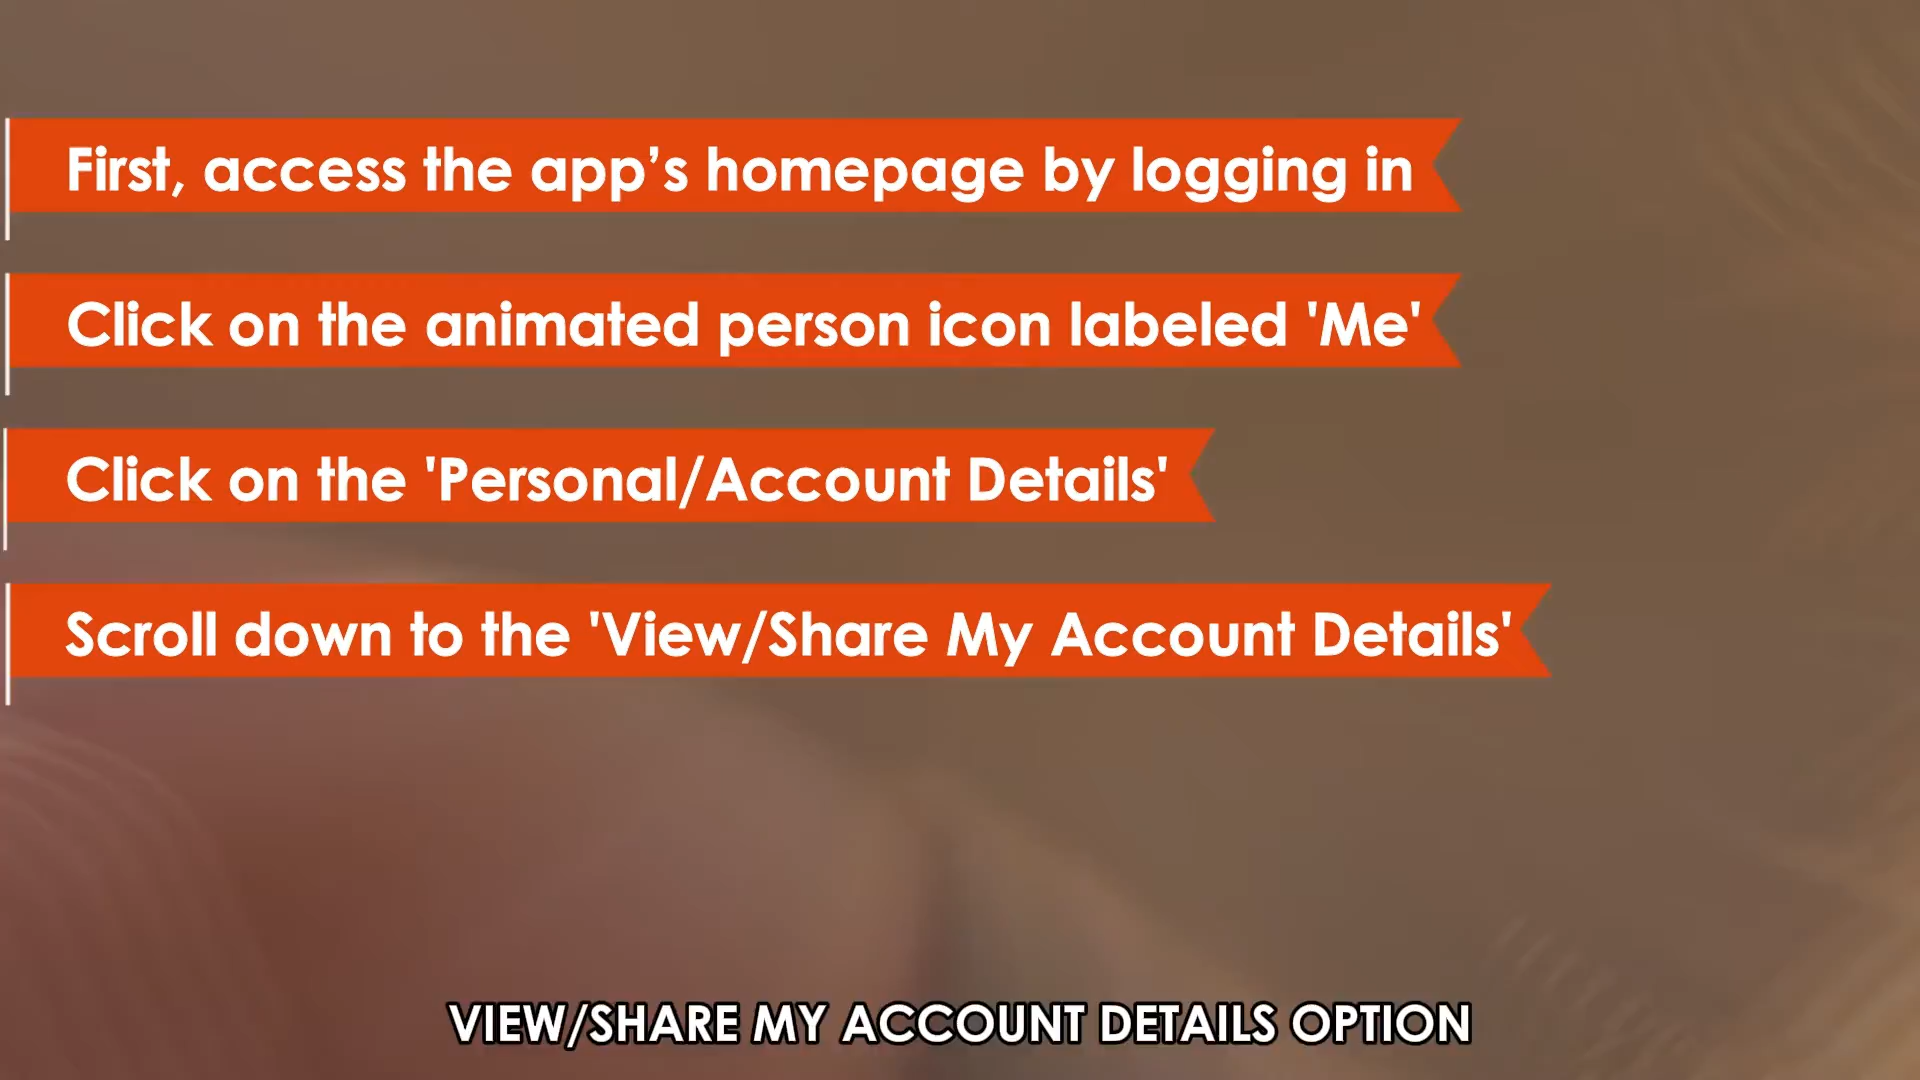 First, access the app’s homepage by logging in
Click on the animated person icon labeled 'Me'
Click on the 'Personal/Account Details'
Scroll down to the 'View/Share My Account Details'
VIEW/SHARE MY ACCOUNT DETAILS OPTION